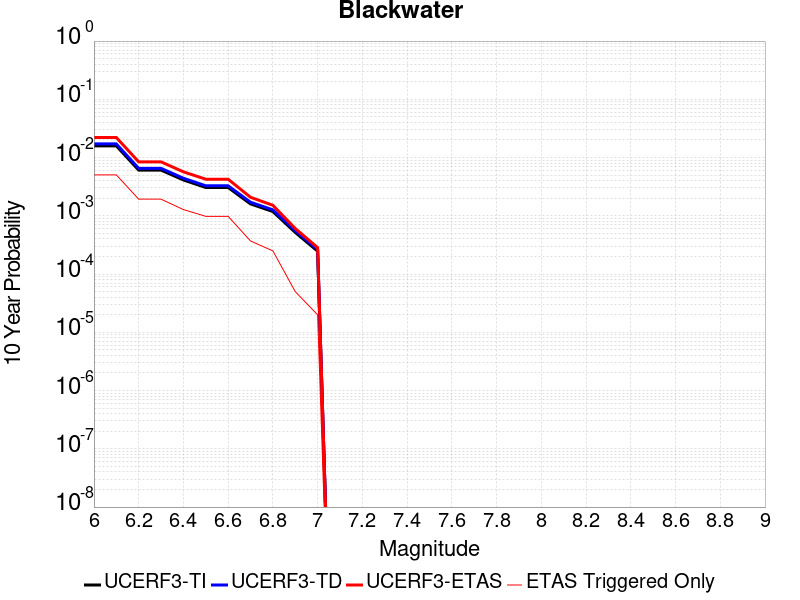 Blackwater
10^0
10^-1
10^-2
10^-3
10^-4
10^-5
10^-6
10^-7
10^-8
10 Year Probability
6 6.2 6.4 6.6 6.8 7 7.2 7.4 7.6 7.8 8 8.2 8.4 8.6 8.8 9
Magnitude
UCERF3-TI UCERF3-TD UCERF3-ETAS ETAS Triggered Only